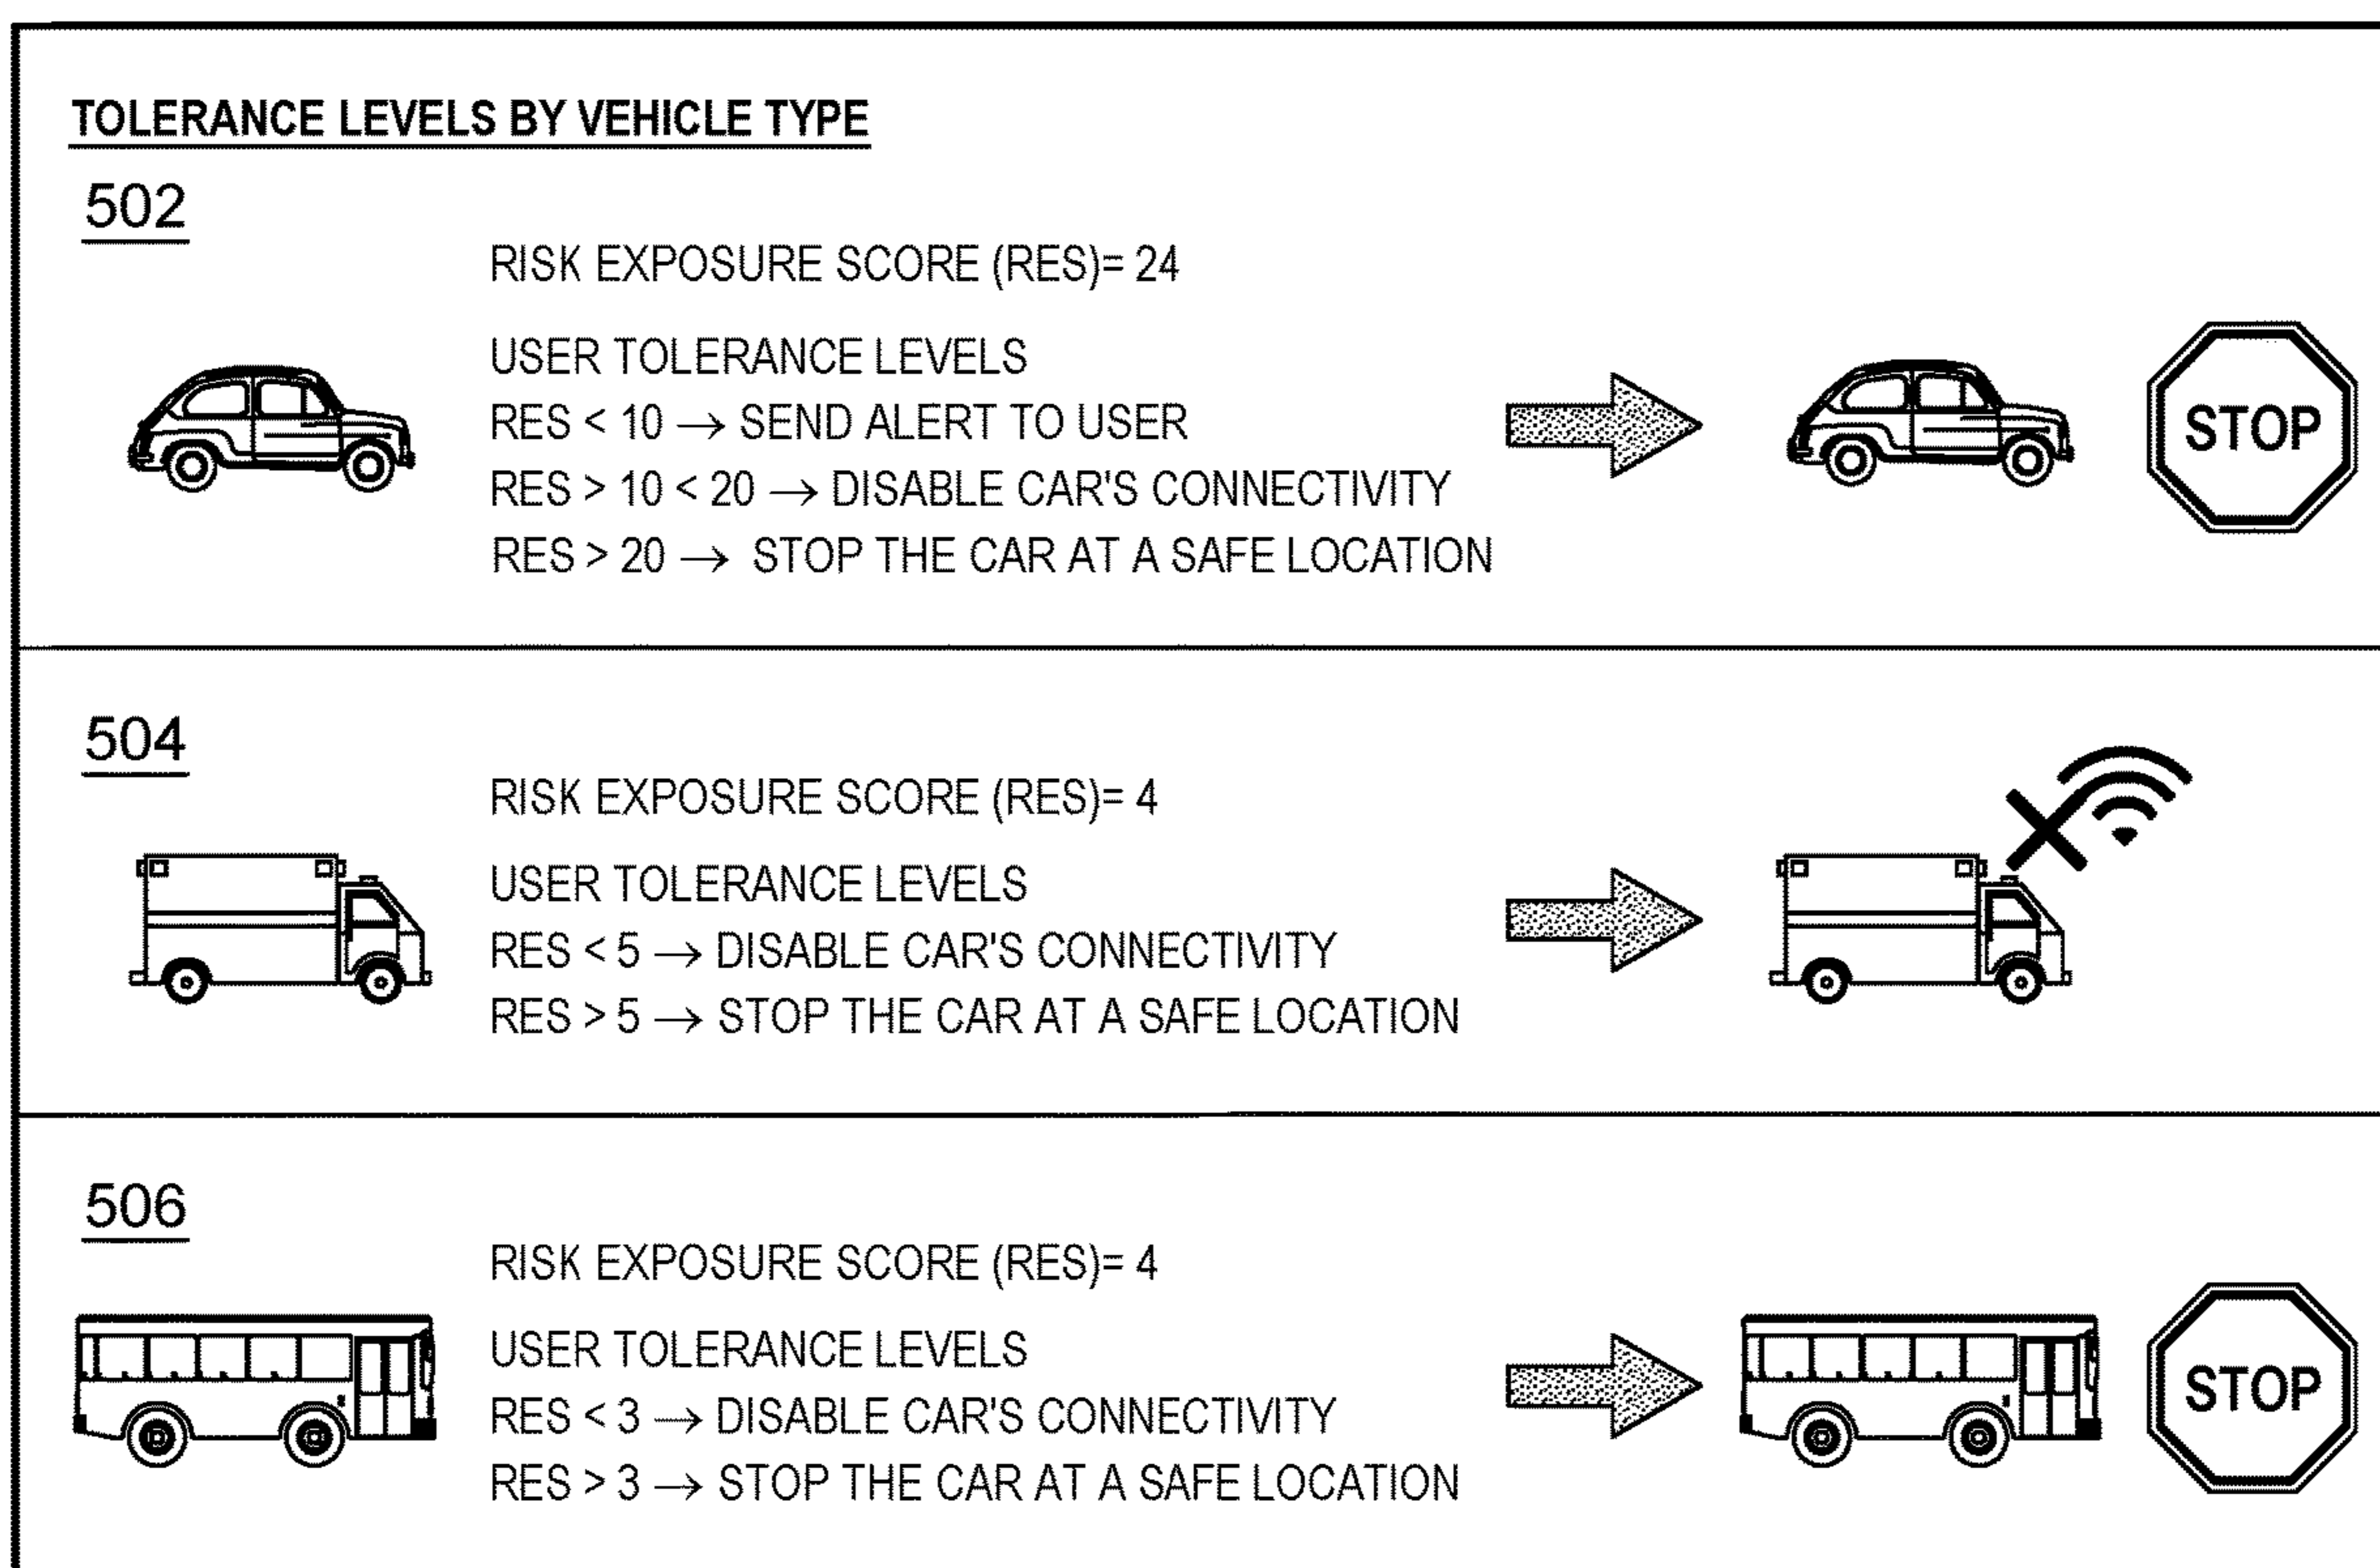 TOLERANCE LEVELS BY VEHICLE TYPE
502
RISK EXPOSURE SCORE (RES)= 24
USER TOLERANCE LEVELS
RES < 10 → SEND ALERT TO USER
RES > 10 < 20 → DISABLE CAR'S CONNECTIVITY
RES > 20 → STOP THE CAR AT A SAFE LOCATION
STOP
504
RISK EXPOSURE SCORE (RES)= 4
USER TOLERANCE LEVELS
RES < 5 → DISABLE CAR'S CONNECTIVITY
RES > 5 → STOP THE CAR AT A SAFE LOCATION
506
RISK EXPOSURE SCORE (RES)= 4
USER TOLERANCE LEVELS
RES < 3 → DISABLE CAR'S CONNECTIVITY
RES > 3 → STOP THE CAR AT A SAFE LOCATION
STOP